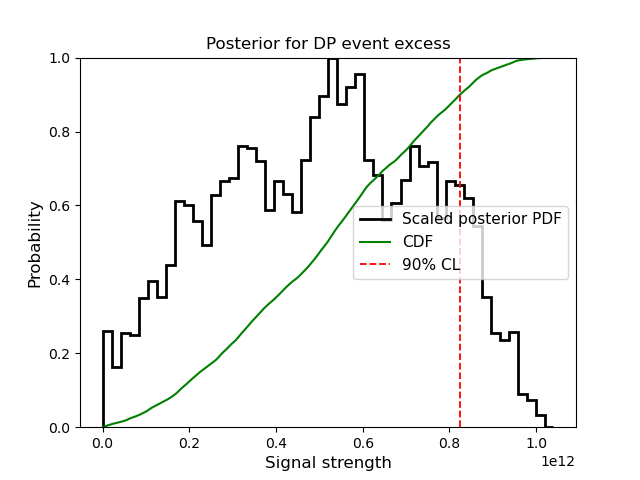 Posterior for DP event excess
1.0
0.8
0.6
0.4
0.2
0.0
Probability
Scaled posterior PDF
CDF
90% CL
0.0 0.2 0.4 0.6 0.8 1.0
1e12
Signal strength